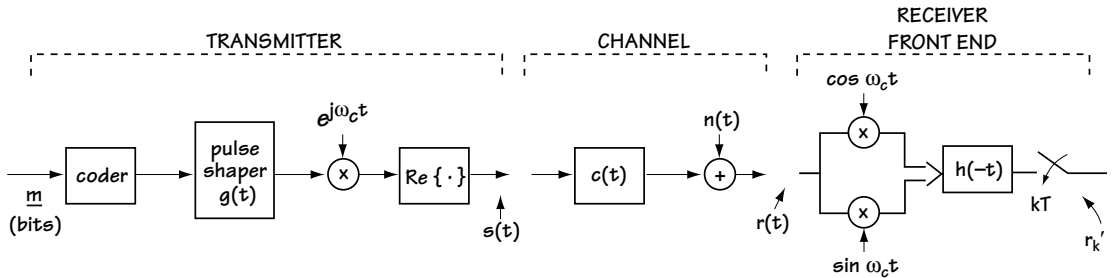 TRANSMITTER
CHANNEL
RECEIVER
FRONT END
m
(bits)
coder
pulse
shaper
g(t)
e^jω_c t
x
Re { · }
s(t)
c(t)
n(t)
+
r(t)
cos ω_c t
x
x
sin ω_c t
h(−t)
kT
r_k'